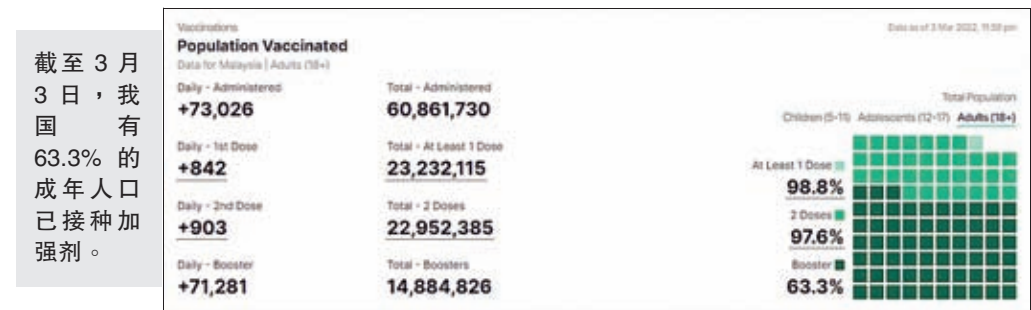 截至 3 月
3 日，我
国 有
63.3% 的
成年人口
已接种加
强剂。
Vaccinations
Data as of 3 Mar 2022, 11:59 pm
Population Vaccinated
Data for Malaysia | Adults (18+)
Daily - Administered
+73,026
Total - Administered
60,861,730
Daily - 1st Dose
+842
Total - At Least 1 Dose
23,232,115
Daily - 2nd Dose
+903
Total - 2 Doses
22,952,385
Daily - Booster
+71,281
Total - Boosters
14,884,826
Total Population
Children (5-11) Adolescents (12-17) Adults (18+)
At Least 1 Dose
98.8%
2 Doses
97.6%
Booster
63.3%